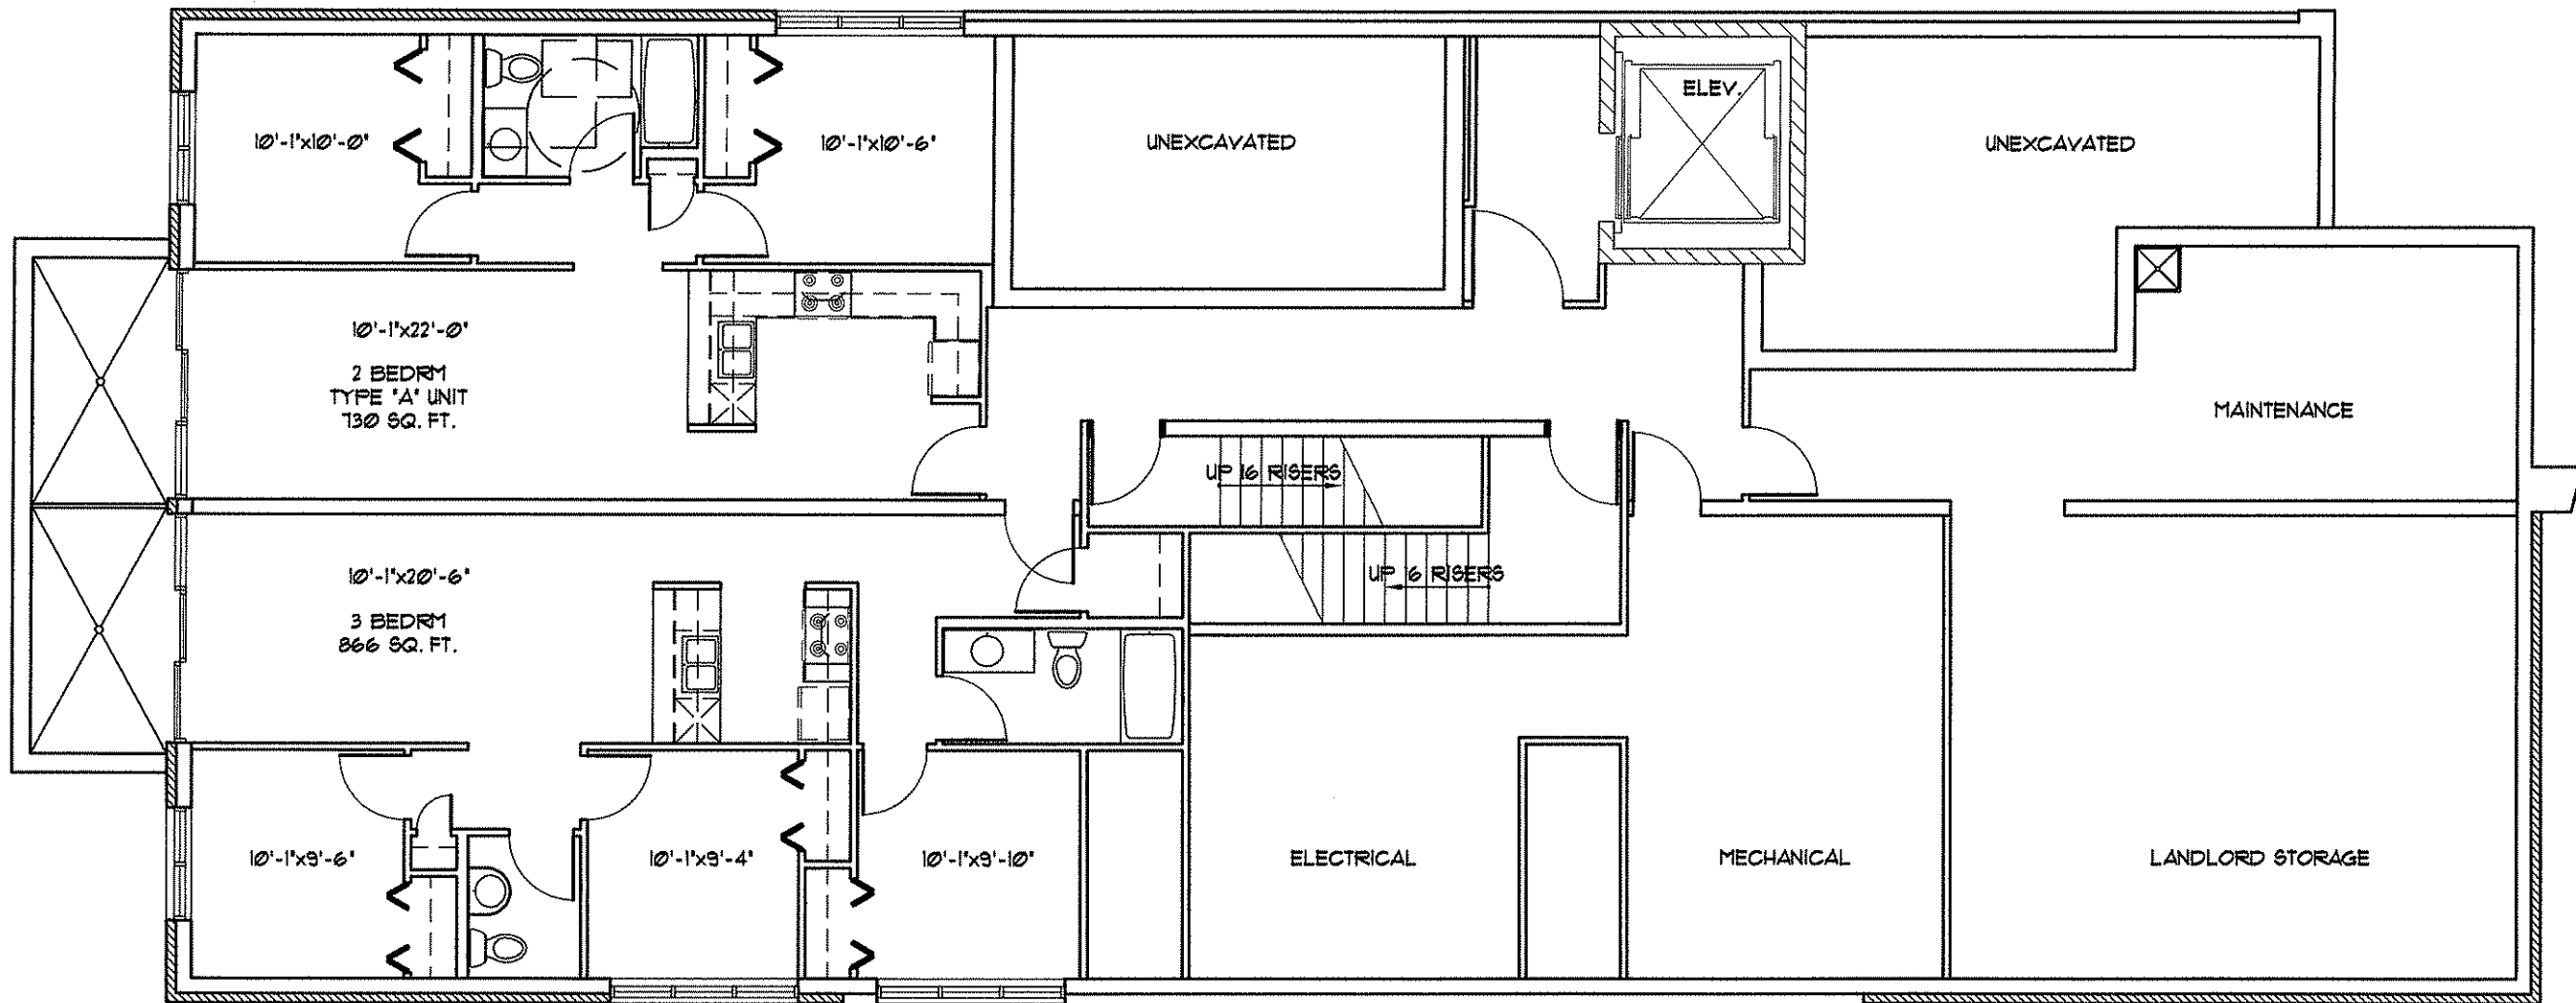 ELEV.
10'-1"x10'-0"
10'-1"x10'-6"
UNEXCAVATED
UNEXCAVATED
10'-1"x22'-0"
2 BEDRM
TYPE "A" UNIT
730 SQ. FT.
MAINTENANCE
UP 16 RISERS
10'-1"x20'-6"
UP 6 RISERS
3 BEDRM
866 SQ. FT.
10'-1"x9'-6"
10'-1"x9'-4"
10'-1"x9'-10"
ELECTRICAL
MECHANICAL
LANDLORD STORAGE